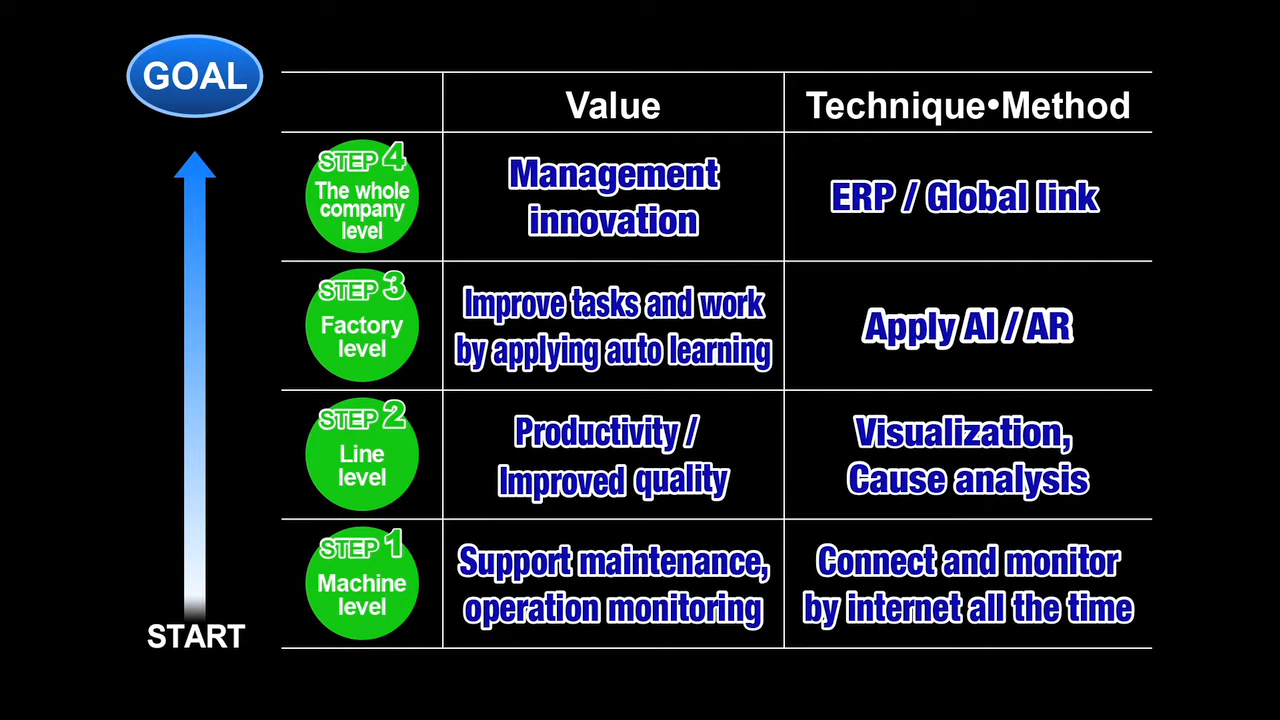 GOAL
Value
Technique•Method
STEP 4
The whole
company
level
Management
innovation
ERP / Global link
STEP 3
Factory
level
Improve tasks and work
by applying auto learning
Apply AI / AR
STEP 2
Line
level
Productivity /
Improved quality
Visualization,
Cause analysis
STEP 1
Machine
level
Support maintenance,
operation monitoring
Connect and monitor
by internet all the time
START